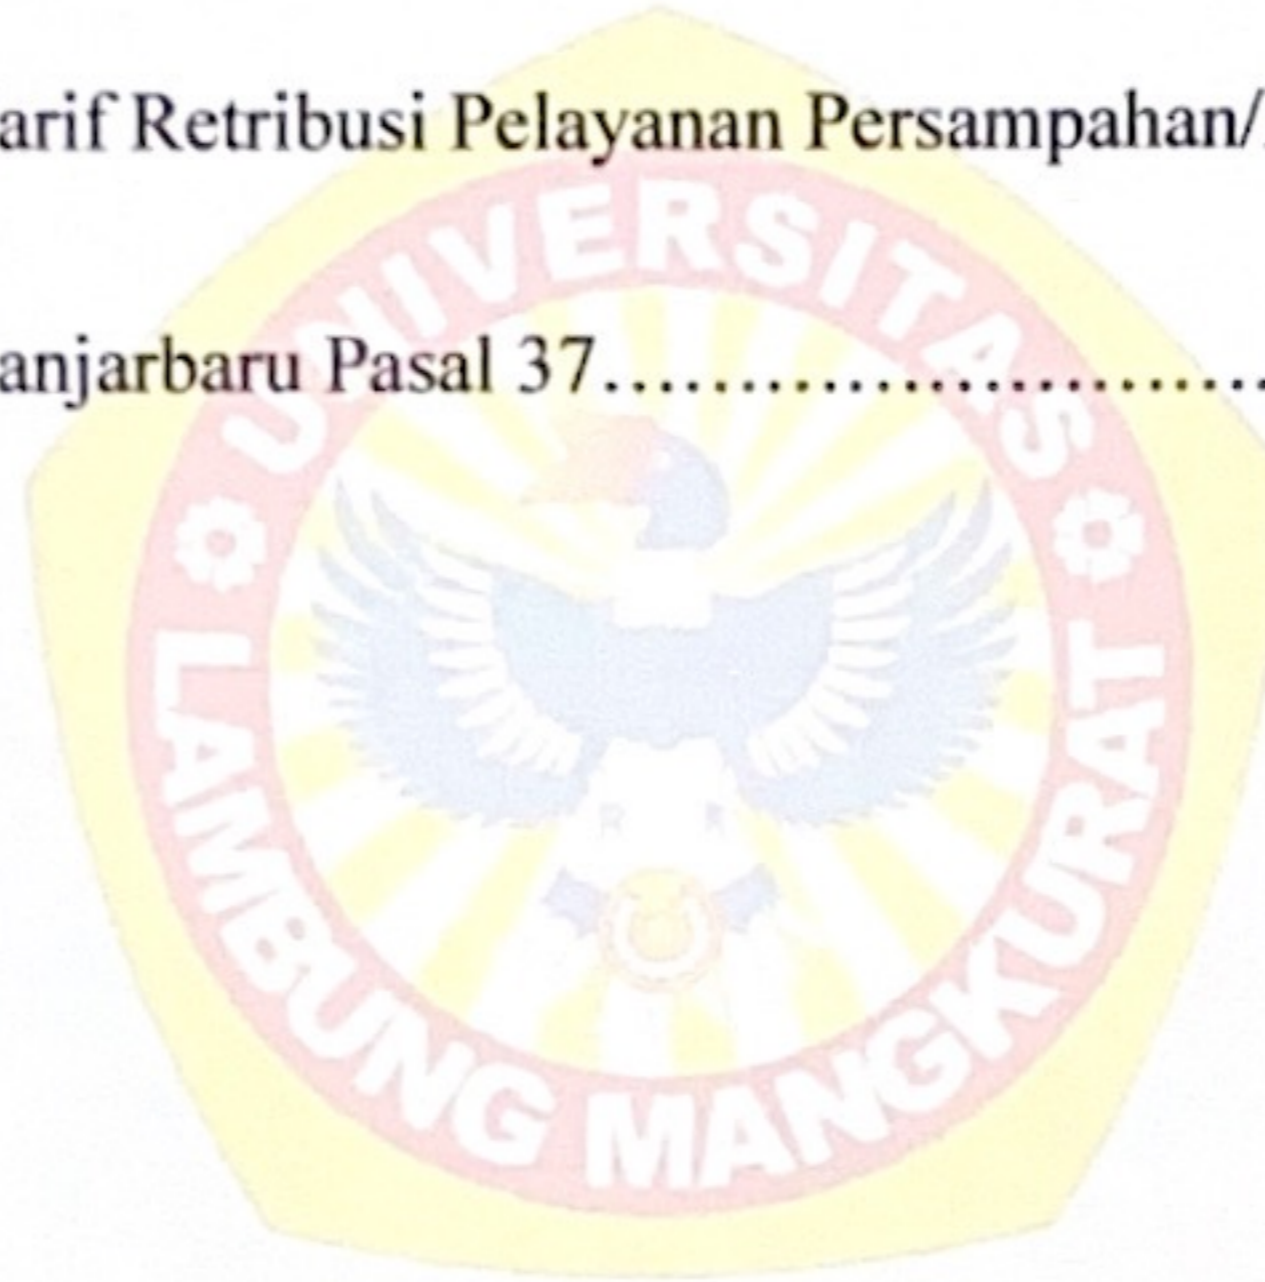 arif Retribusi Pelayanan Persampahan/
anjarbaru Pasal 37..............................
UNIVERSITAS
LAMBUNG MANGKURAT